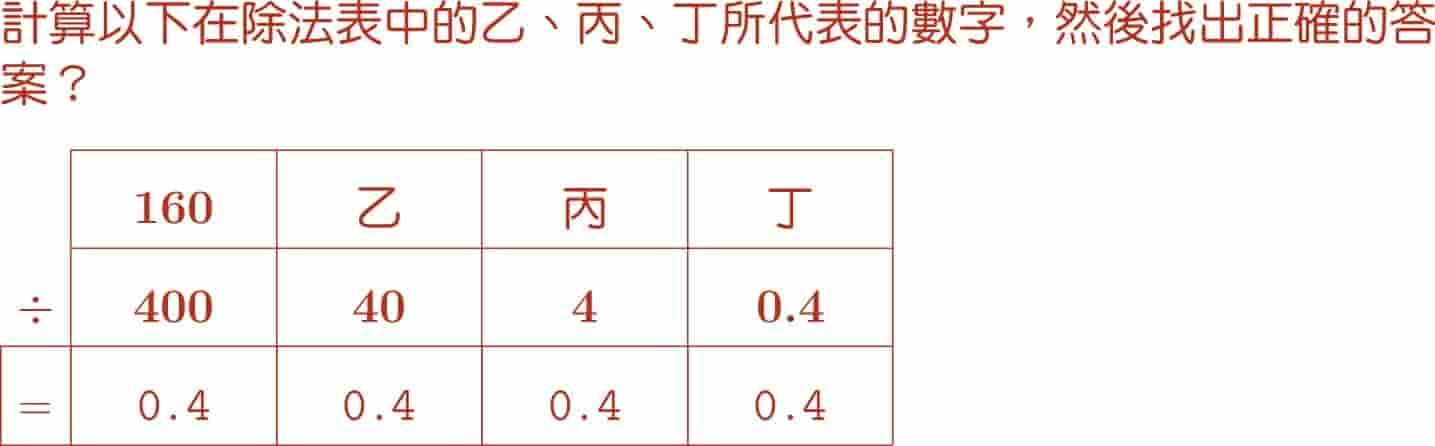 計算以下在除法表中的乙、丙、丁所代表的數字，然後找出正確的答
案？
160 乙 丙 丁
÷ 400 40 4 0.4
= 0.4 0.4 0.4 0.4